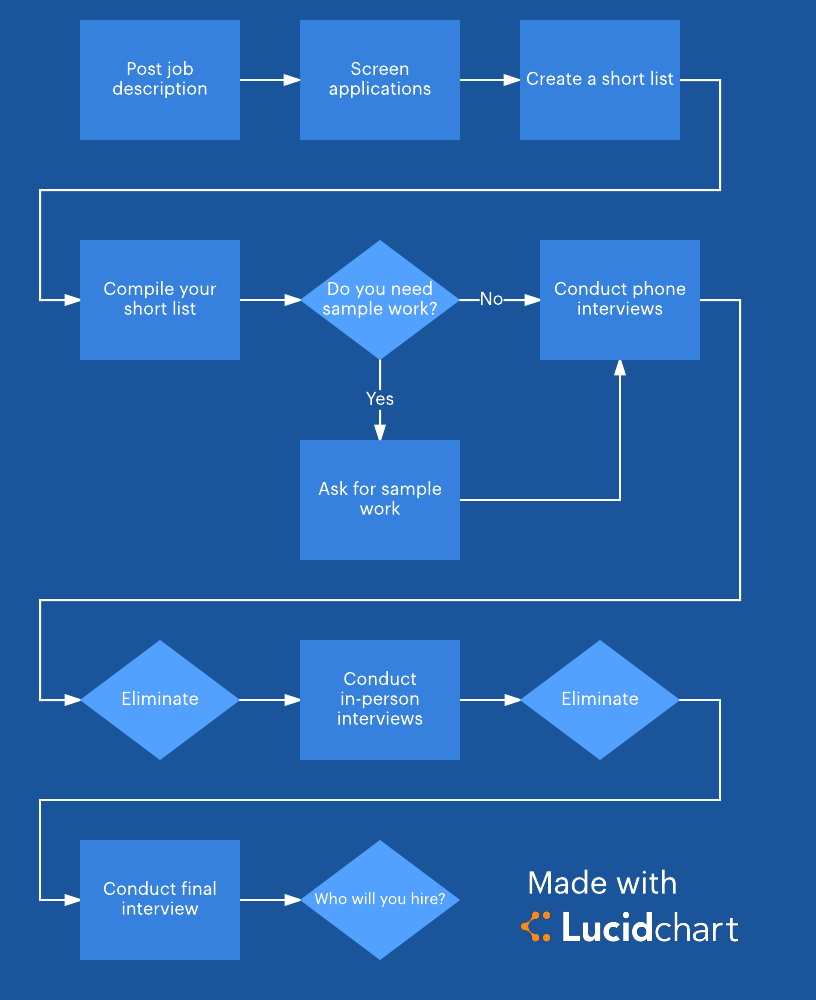 Post job
description
Screen
applications
Create a short list
Compile your
short list
Do you need
sample work?
No
Conduct phone
interviews
Yes
Ask for sample
work
Eliminate
Conduct
in-person
interviews
Eliminate
Conduct final
interview
Who will you hire?
Made with
Lucidchart